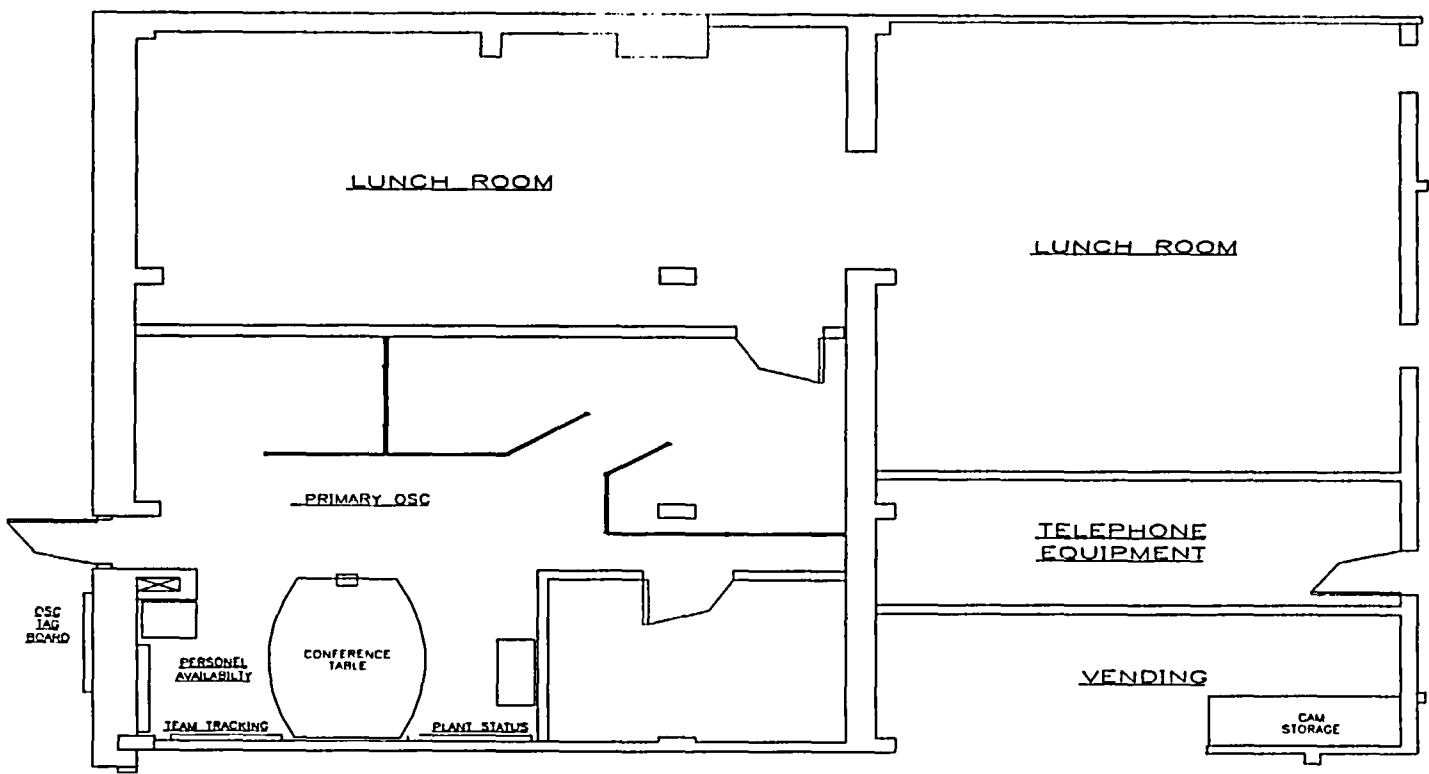 LUNCH ROOM
LUNCH ROOM
PRIMARY OSC
TELEPHONE
EQUIPMENT
OSC
TAG
BOARD
CONFERENCE
TABLE
PERSONEL
AVAILABILTY
VENDING
TEAM TRACKING
PLANT STATUS
CAM
STORAGE